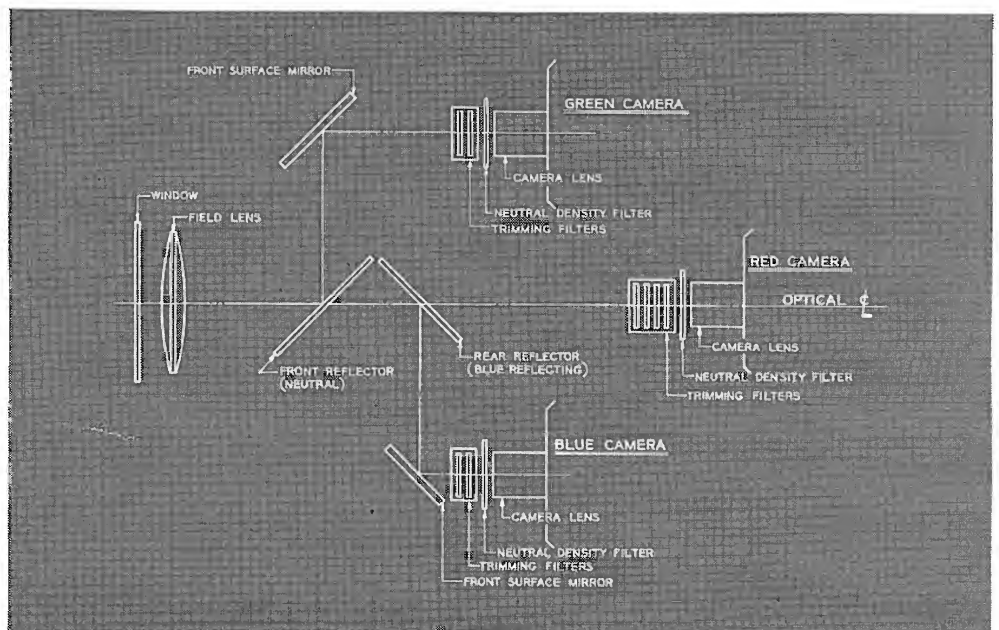 FRONT SURFACE MIRROR
GREEN CAMERA
CAMERA LENS
NEUTRAL DENSITY FILTER
TRIMMING FILTERS
WINDOW
FIELD LENS
RED CAMERA
OPTICAL ℄
CAMERA LENS
NEUTRAL DENSITY FILTER
TRIMMING FILTERS
FRONT REFLECTOR
(NEUTRAL)
REAR REFLECTOR
(BLUE REFLECTING)
BLUE CAMERA
CAMERA LENS
NEUTRAL DENSITY FILTER
TRIMMING FILTERS
FRONT SURFACE MIRROR